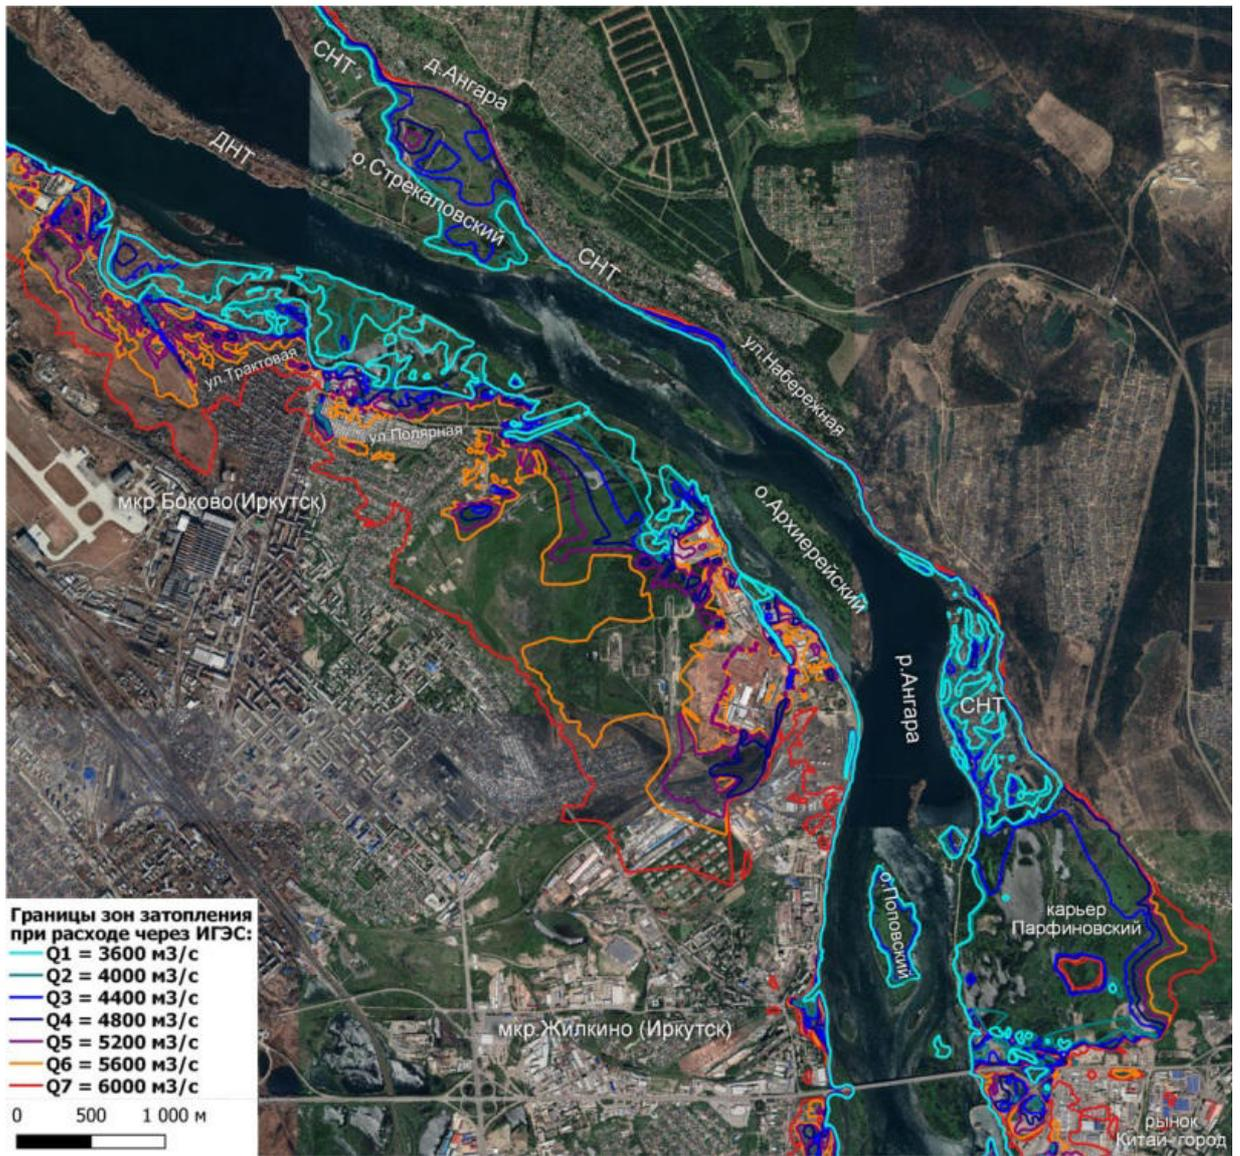 СНТ
д.Ангара
ДНТ
о.Стрекаловский
СНТ
ул.Набережная
ул.Трактовая
ул.Полярная
мкр.Боково(Иркутск)
о.Архиерейский
р.Ангара
СНТ
о.Поповский
карьер
Парфиновский
мкр.Жилкино (Иркутск)
рынок
Китай-город
Границы зон затопления
при расходе через ИГЭС:
Q1 = 3600 м3/с
Q2 = 4000 м3/с
Q3 = 4400 м3/с
Q4 = 4800 м3/с
Q5 = 5200 м3/с
Q6 = 5600 м3/с
Q7 = 6000 м3/с
0 500 1 000 м